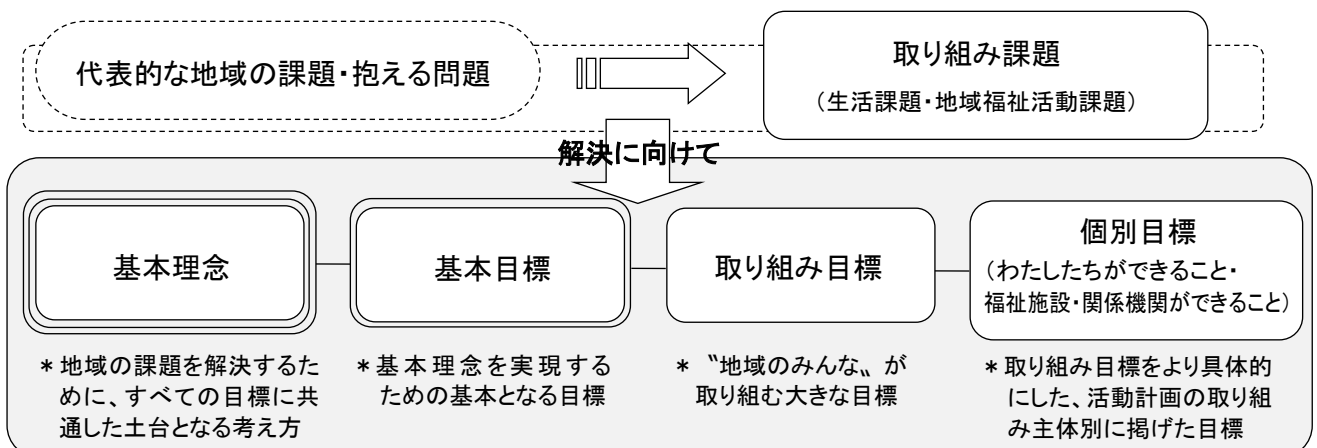 代表的な地域の課題・抱える問題
取り組み課題
（生活課題・地域福祉活動課題）
解決に向けて
基本理念
基本目標
取り組み目標
個別目標
（わたしたちができること・
福祉施設・関係機関ができること）
＊地域の課題を解決するた
めに、すべての目標に共
通した土台となる考え方
＊基本理念を実現する
ための基本となる目標
＊〝地域のみんな〟が
取り組む大きな目標
＊取り組み目標をより具体的
にした、活動計画の取り組
み主体別に掲げた目標